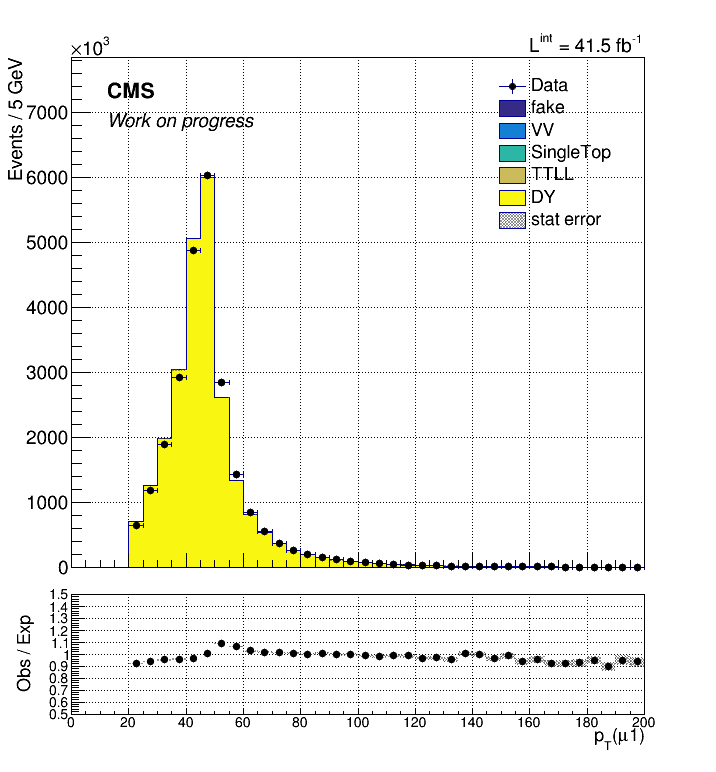 ×10³
L^int = 41.5 fb⁻¹
Events / 5 GeV
CMS
Work on progress
Data
fake
VV
SingleTop
TTLL
DY
stat error
7000
6000
5000
4000
3000
2000
1000
0
Obs / Exp
1.5
1.4
1.3
1.2
1.1
1
0.9
0.8
0.7
0.6
0.5
0 20 40 60 80 100 120 140 160 180 200
p_T(μ1)